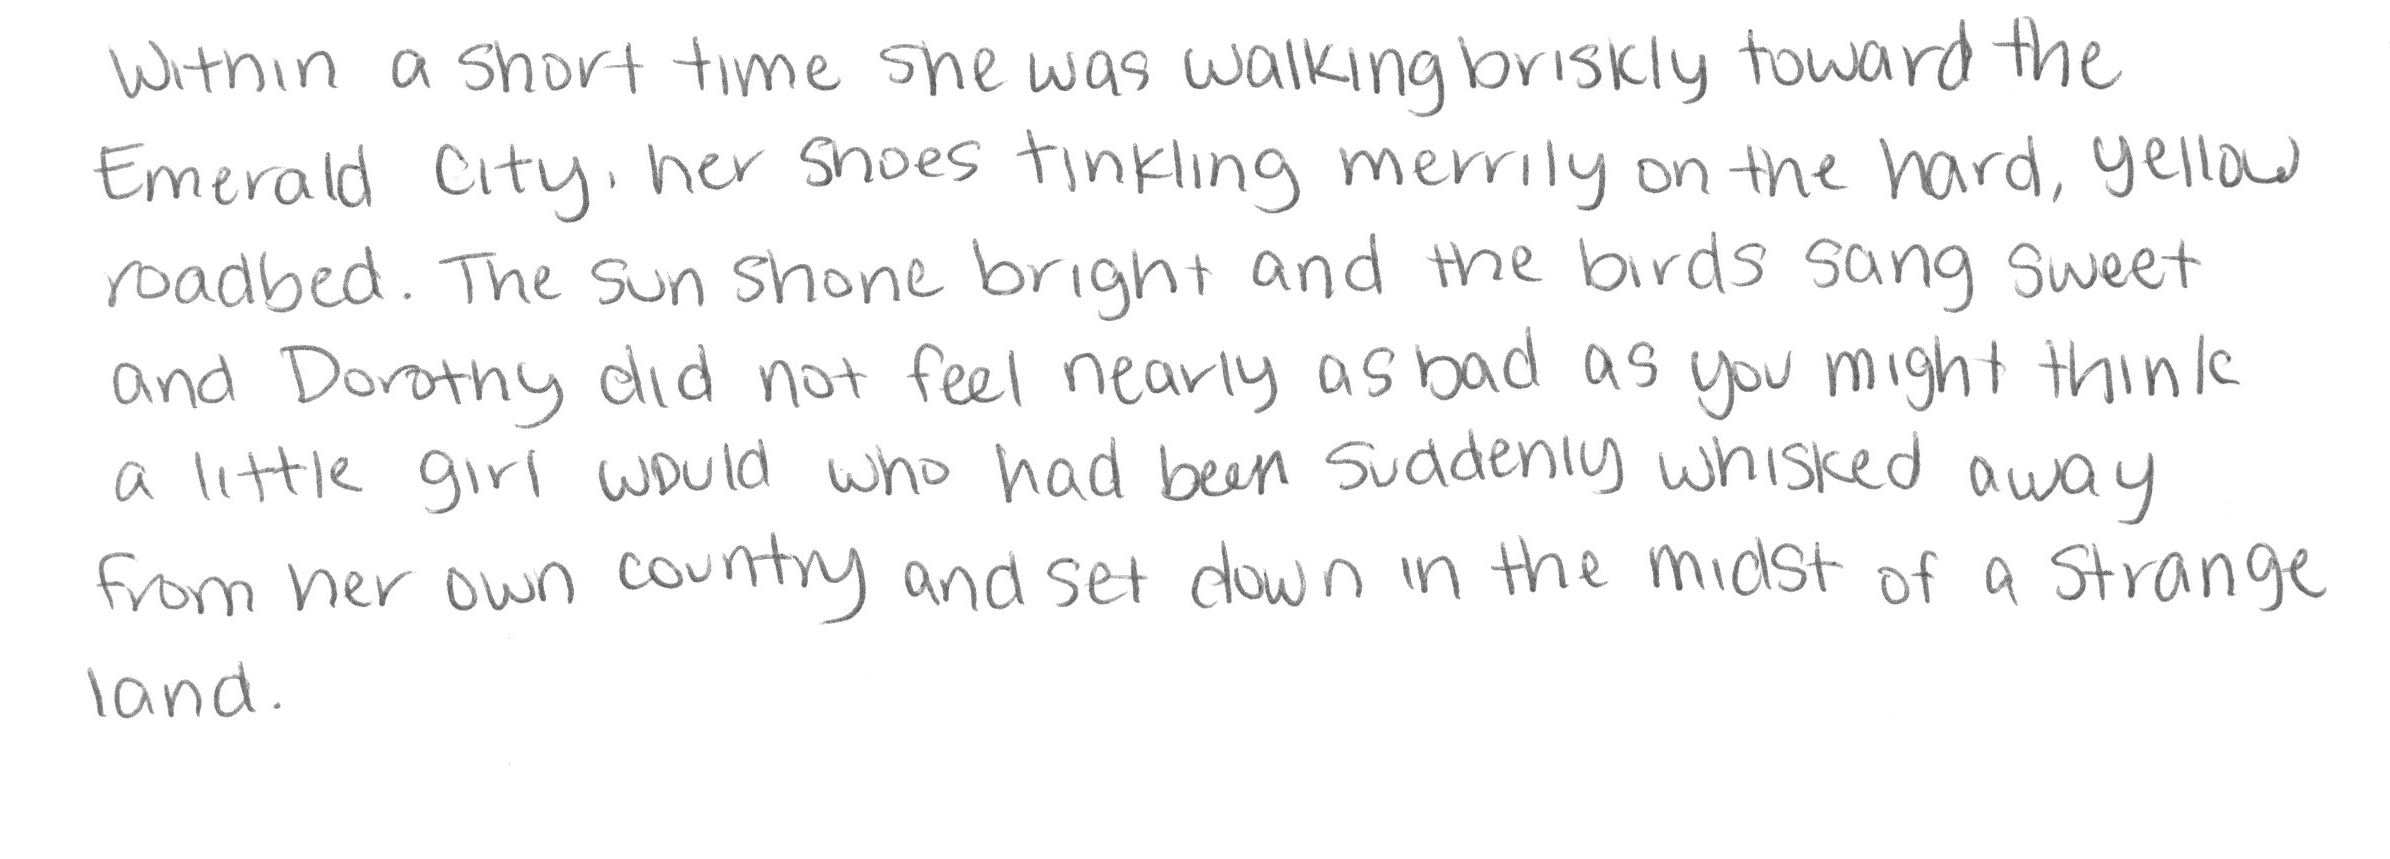 Within a short time she was walking briskly toward the
Emerald City, her shoes tinkling merrily on the hard, yellow
roadbed. The sun shone bright and the birds sang sweet
and Dorothy did not feel nearly as bad as you might think
a little girl would who had been suddenly whisked away
from her own country and set down in the midst of a strange
land.